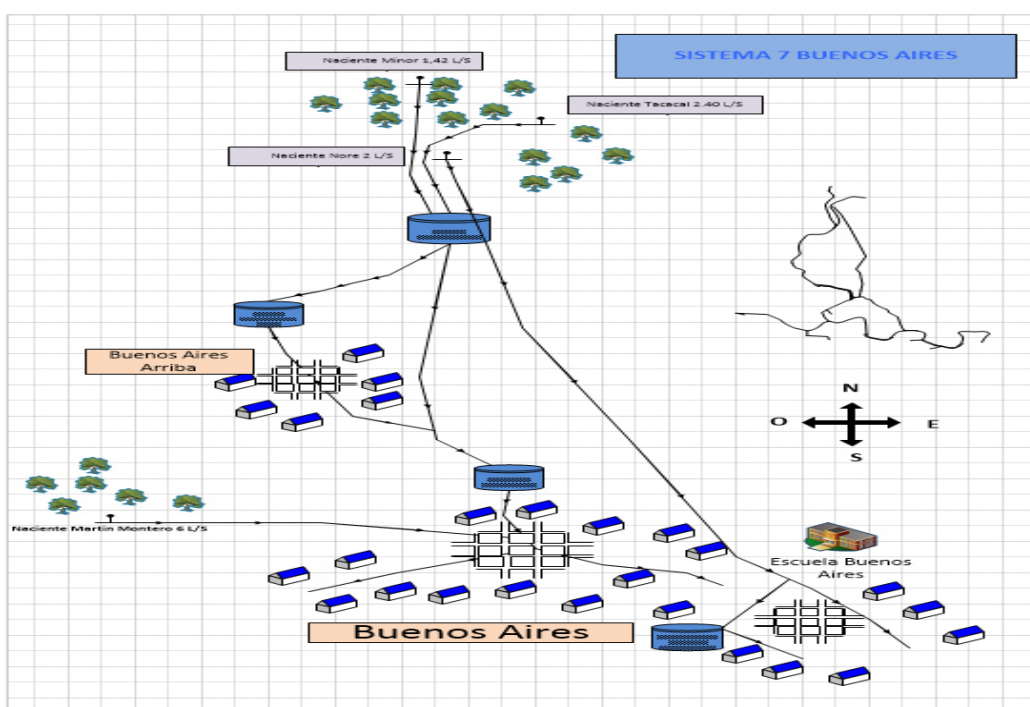 SISTEMA 7 BUENOS AIRES
Naciente Minor 1,42 L/S
Naciente Tacacal 2.40 L/S
Naciente Nore 2 L/S
Buenos Aires
Arriba
N
O
E
S
Naciente Martin Montero 6 L/S
Escuela Buenos
Aires
Buenos Aires